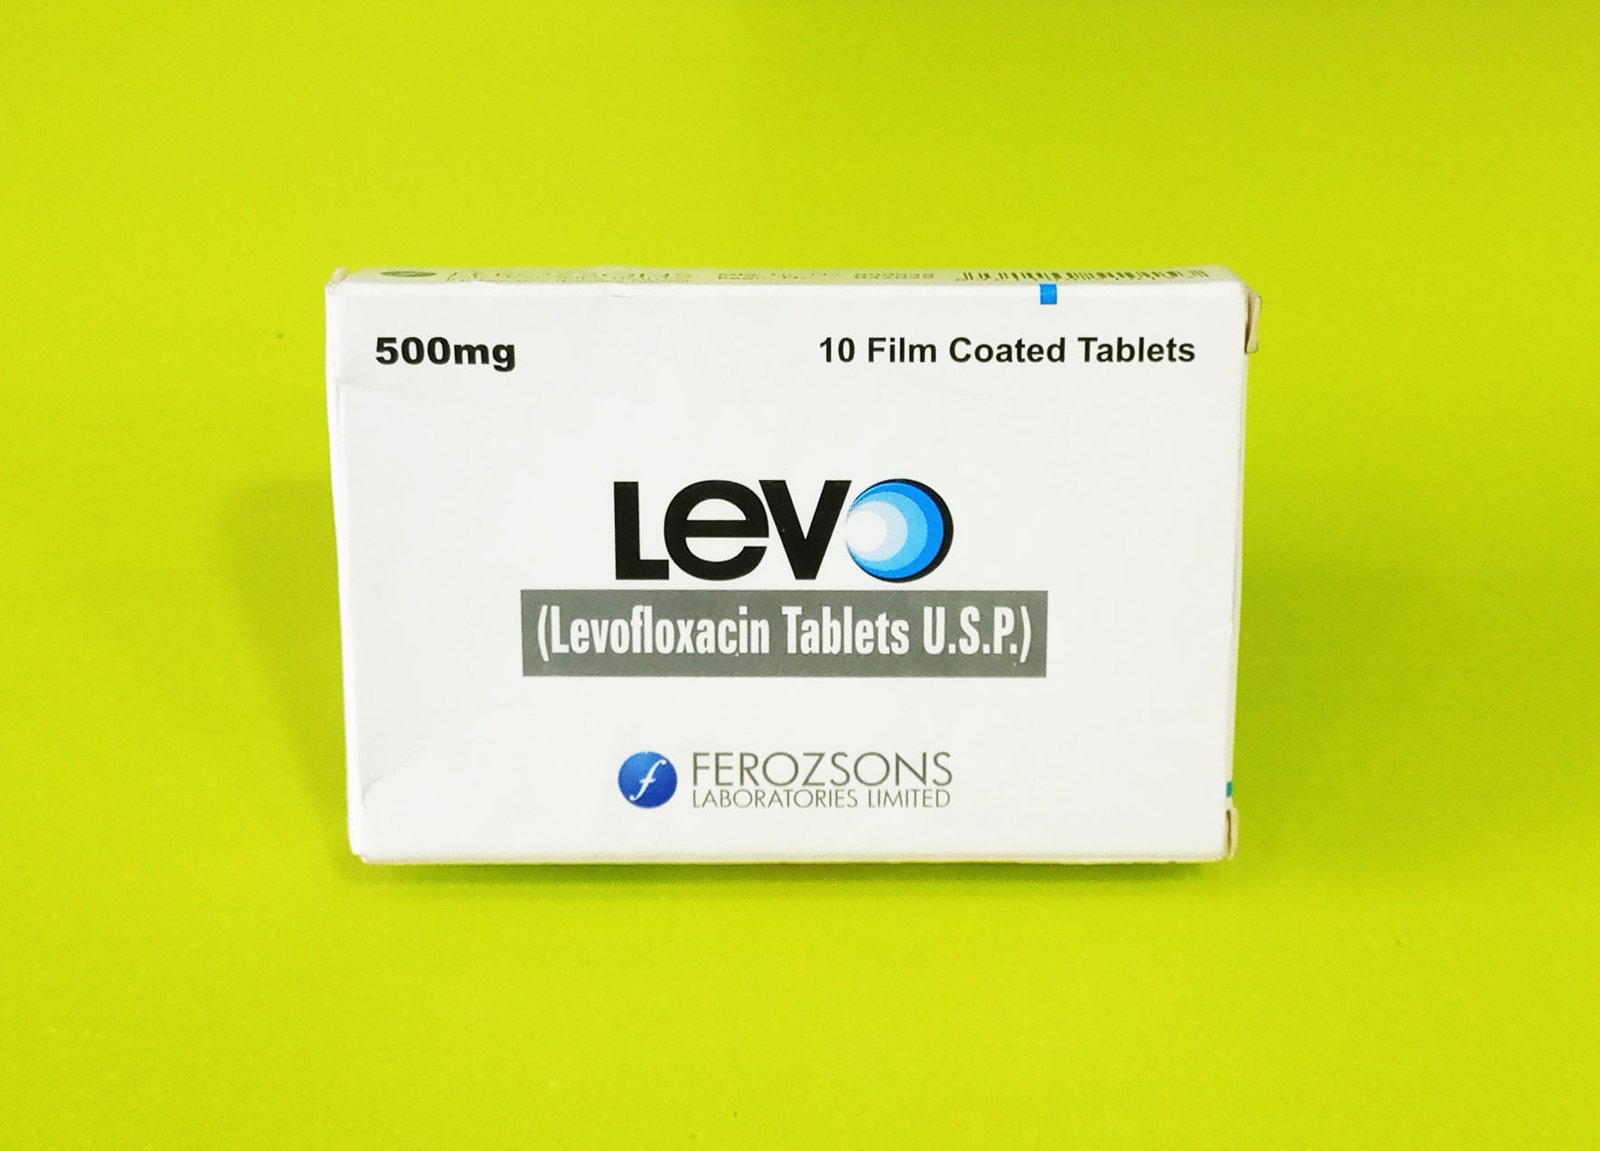 500mg
10 Film Coated Tablets
Levo
(Levofloxacin Tablets U.S.P.)
f FEROZSONS
LABORATORIES LIMITED